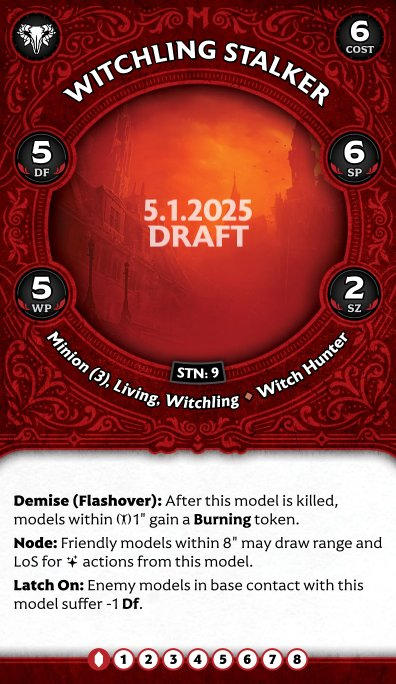 6
COST
WITCHLING STALKER
5
DF
6
SP
5.1.2025
DRAFT
5
WP
2
SZ
STN: 9
Minion (3), Living, Witchling ◆ Witch Hunter
Demise (Flashover): After this model is killed,
models within 1" gain a Burning token.
Node: Friendly models within 8" may draw range and
LoS for actions from this model.
Latch On: Enemy models in base contact with this
model suffer -1 Df.
1 2 3 4 5 6 7 8